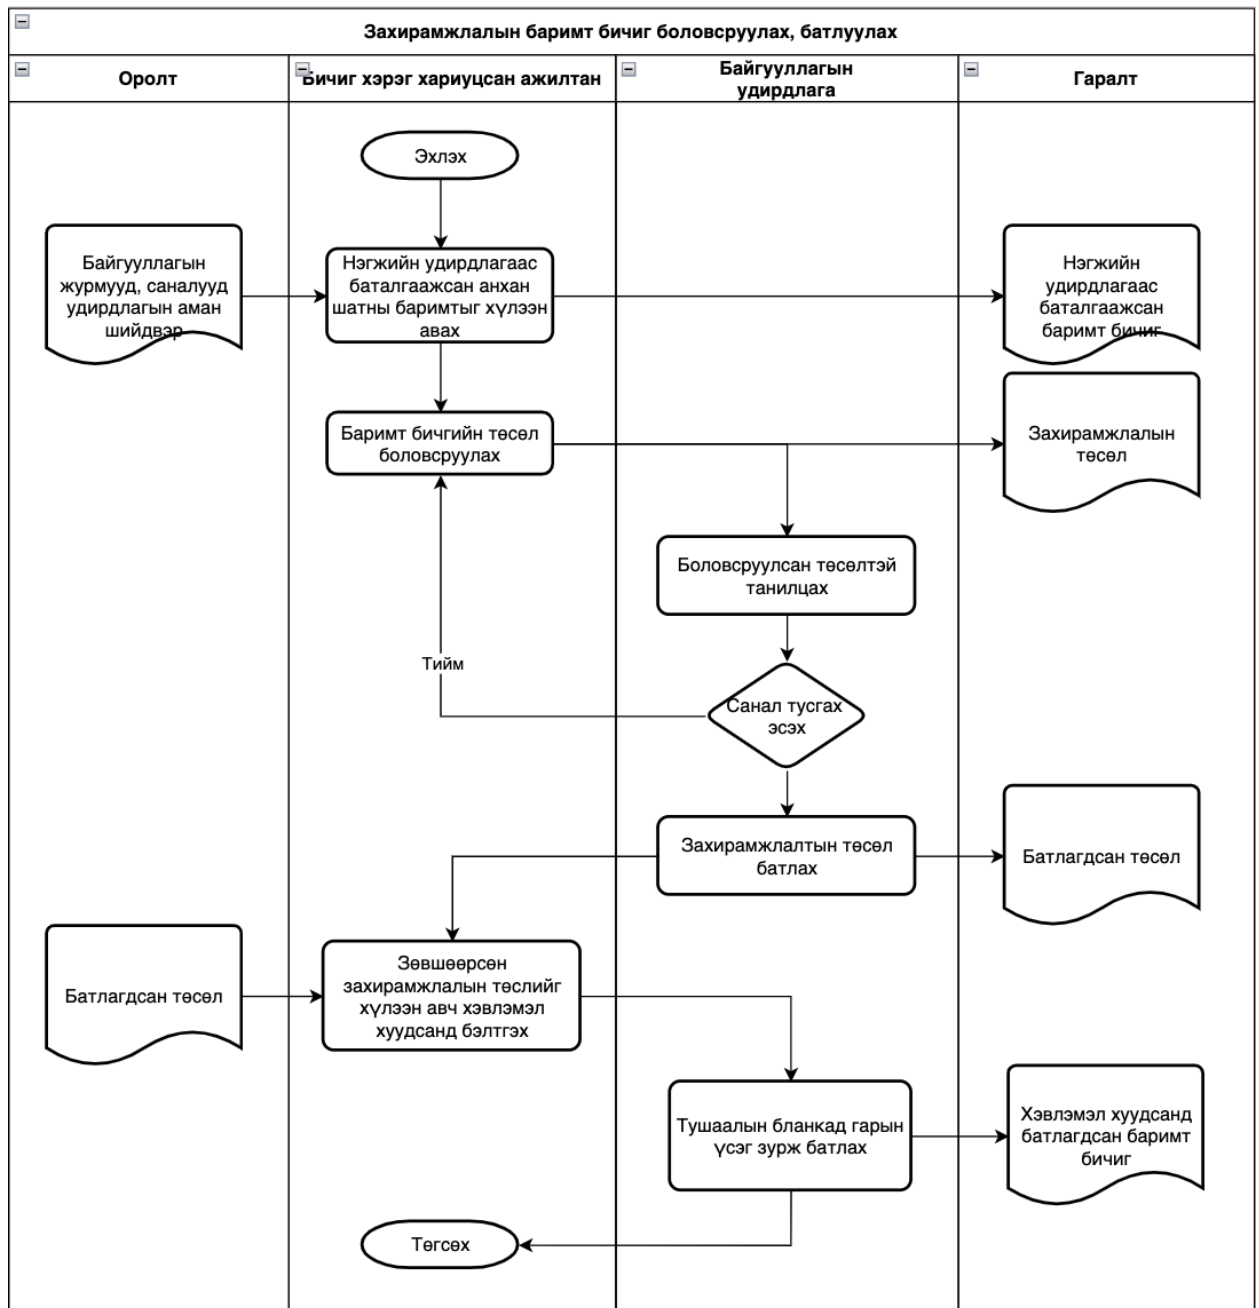 Захирамжлалын баримт бичиг боловсруулах, батлуулах
Оролт
Бичиг хэрэг хариуцсан ажилтан
Байгууллагын
удирдлага
Гаралт
Эхлэх
Байгууллагын
журмууд, саналууд
удирдлагын аман
шийдвэр
Нэгжийн удирдлагаас
баталгаажсан анхан
шатны баримтыг хүлээн
авах
Нэгжийн
удирдлагаас
баталгаажсан
баримт бичиг
Баримт бичгийн төсөл
боловсруулах
Захирамжлалын
төсөл
Боловсруулсан төсөлтэй
танилцах
Тийм
Санал тусгах
эсэх
Захирамжлалтын төсөл
батлах
Батлагдсан төсөл
Батлагдсан төсөл
Зөвшөөрсөн
захирамжлалын төслийг
хүлээн авч хэвлэмэл
хуудсанд бэлтгэх
Тушаалын бланкад гарын
үсэг зурж батлах
Хэвлэмэл хуудсанд
батлагдсан баримт
бичиг
Төгсөх